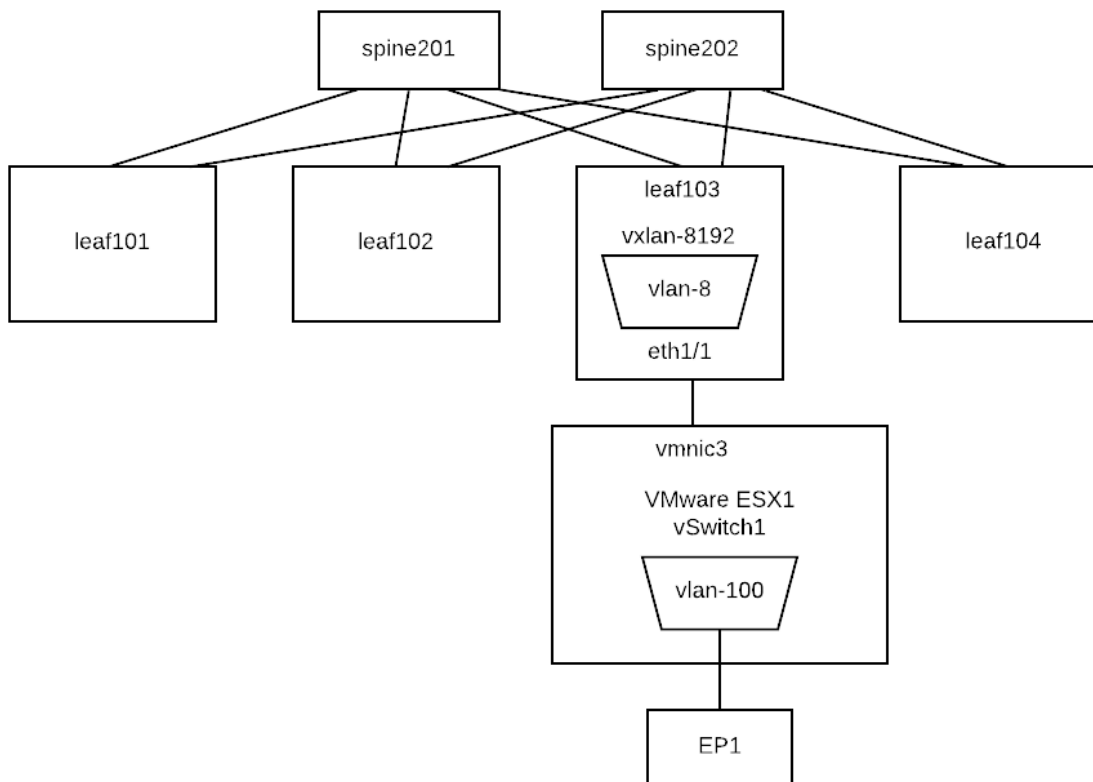 spine201
spine202
leaf101
leaf102
leaf103
vxlan-8192
vlan-8
eth1/1
leaf104
vmnic3
VMware ESX1
vSwitch1
vlan-100
EP1